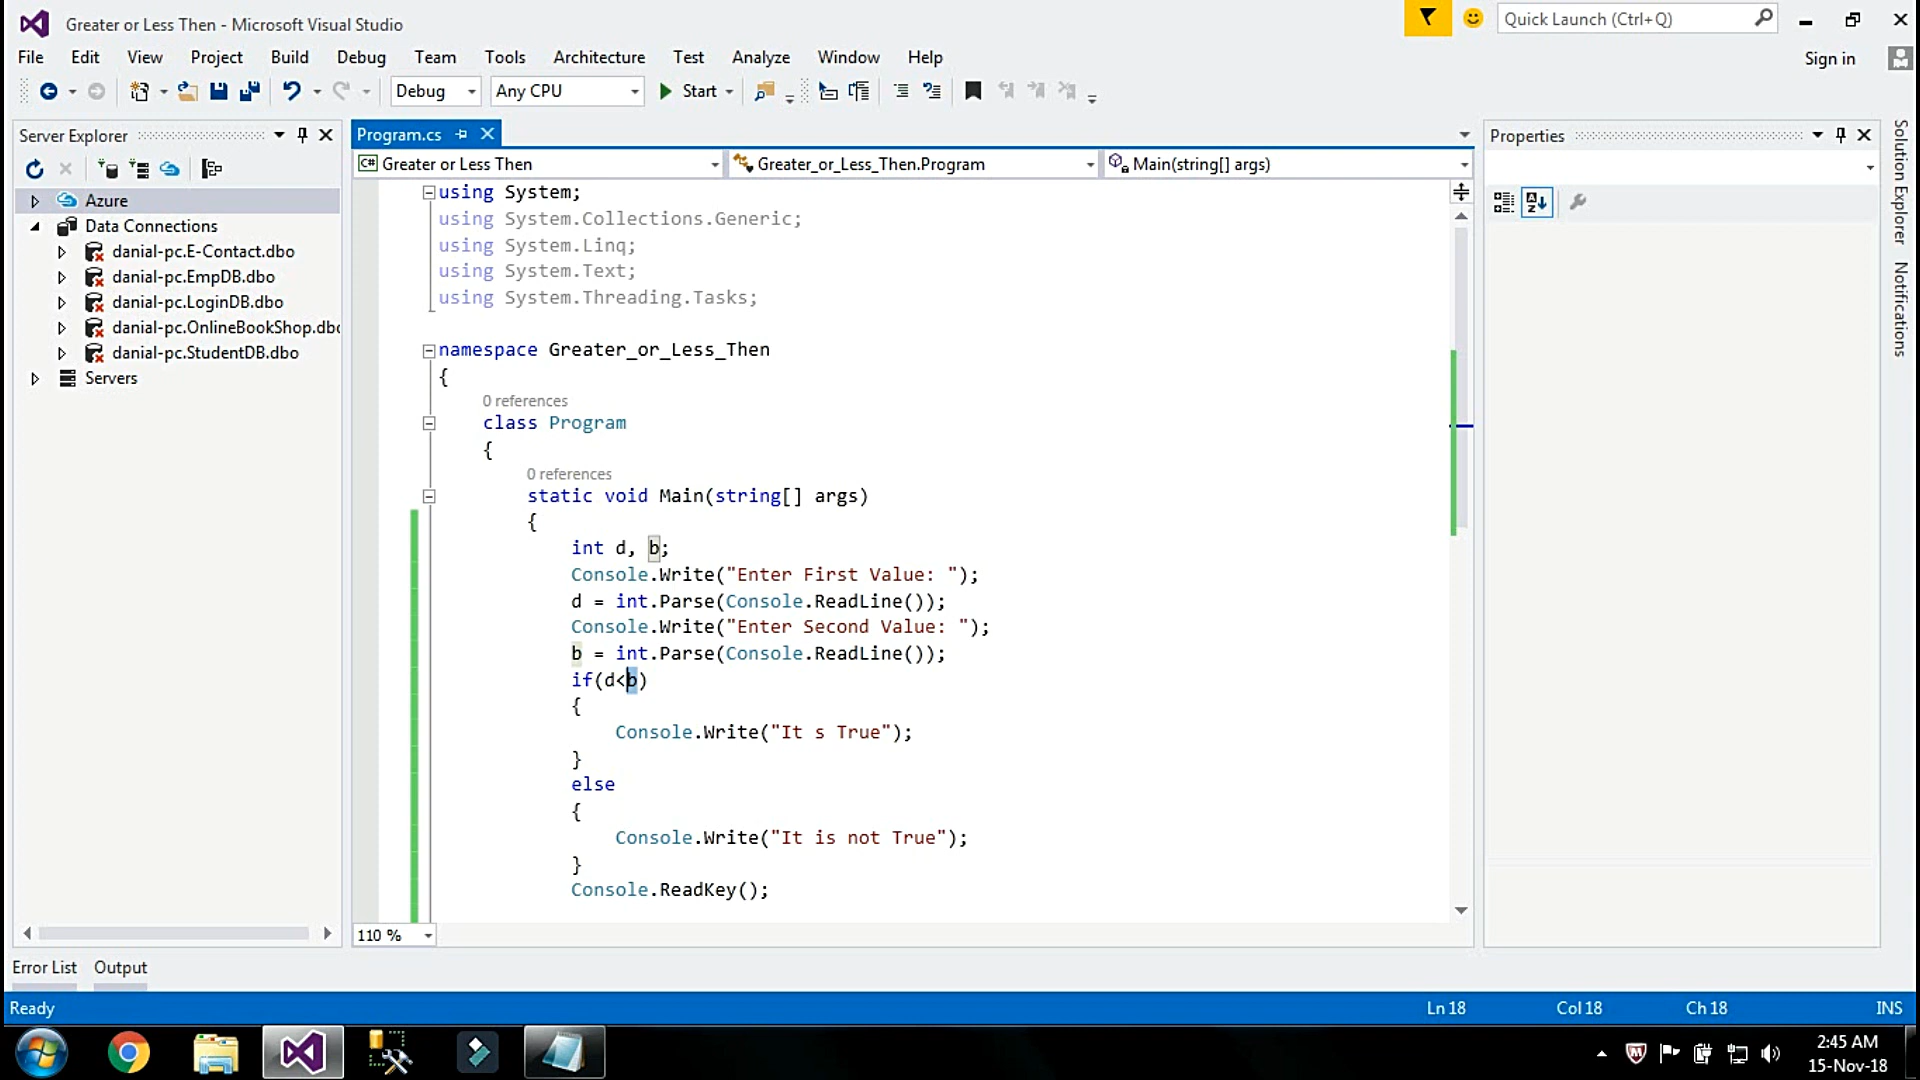 Greater or Less Then - Microsoft Visual Studio
Quick Launch (Ctrl+Q)
File Edit View Project Build Debug Team Tools Architecture Test Analyze Window Help
Sign in
Debug Any CPU Start
Server Explorer
Program.cs
Properties
Solution Explorer
Notifications
C# Greater or Less Then
Greater_or_Less_Then.Program
Main(string[] args)
Azure
Data Connections
danial-pc.E-Contact.dbo
danial-pc.EmpDB.dbo
danial-pc.LoginDB.dbo
danial-pc.OnlineBookShop.dbo
danial-pc.StudentDB.dbo
Servers
using System;
using System.Collections.Generic;
using System.Linq;
using System.Text;
using System.Threading.Tasks;
namespace Greater_or_Less_Then
{
0 references
class Program
{
0 references
static void Main(string[] args)
{
int d, b;
Console.Write("Enter First Value: ");
d = int.Parse(Console.ReadLine());
Console.Write("Enter Second Value: ");
b = int.Parse(Console.ReadLine());
if(d<b)
{
Console.Write("It s True");
}
else
{
Console.Write("It is not True");
}
Console.ReadKey();
110 %
Error List Output
Ready
Ln 18 Col 18 Ch 18 INS
2:45 AM
15-Nov-18